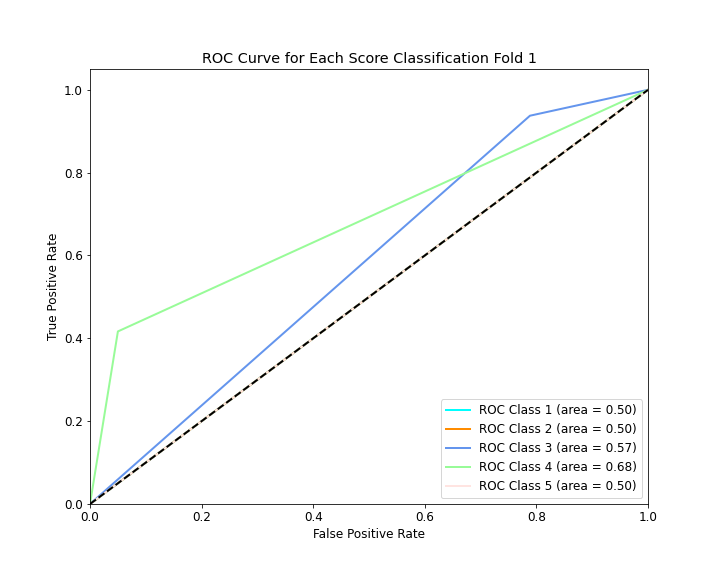 ROC Curve for Each Score Classification Fold 1
True Positive Rate
1.0
0.8
0.6
0.4
0.2
0.0
0.0 0.2 0.4 0.6 0.8 1.0
False Positive Rate
ROC Class 1 (area = 0.50)
ROC Class 2 (area = 0.50)
ROC Class 3 (area = 0.57)
ROC Class 4 (area = 0.68)
ROC Class 5 (area = 0.50)